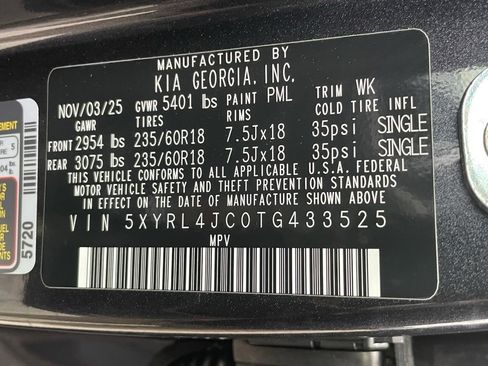 MANUFACTURED BY
KIA GEORGIA, INC.
NOV/03/25 GVWR 5401 lbs PAINT PML TRIM WK
GAWR TIRES RIMS COLD TIRE INFL
FRONT 2954 lbs 235/60R18 7.5Jx18 35psi SINGLE
REAR 3075 lbs 235/60R18 7.5Jx18 35psi SINGLE
THIS VEHICLE CONFORMS TO ALL APPLICABLE U.S.A. FEDERAL
MOTOR VEHICLE SAFETY AND THEFT PREVENTION STANDARDS
IN EFFECT ON THE DATE OF MANUFACTURE SHOWN ABOVE.
VIN 5XYRL4JC0TG433525
MPV
5720